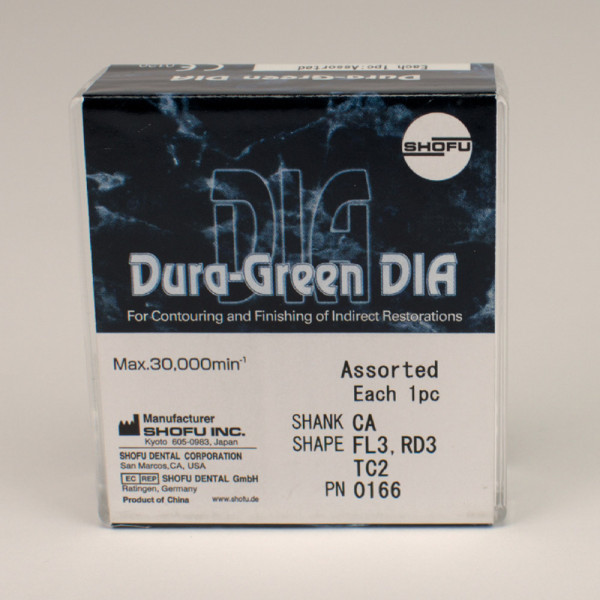 Each 1pc:Assorted
Dura-Green DIA
SHOFU
DIA
Dura-Green DIA
For Contouring and Finishing of Indirect Restorations
Max.30,000min-1
Assorted
Each 1pc
SHANK CA
SHAPE FL3, RD3
TC2
PN 0166
Manufacturer
SHOFU INC.
Kyoto 605-0983, Japan
SHOFU DENTAL CORPORATION
San Marcos,CA, USA
EC REP SHOFU DENTAL GmbH
Ratingen, Germany
Product of China www.shofu.de